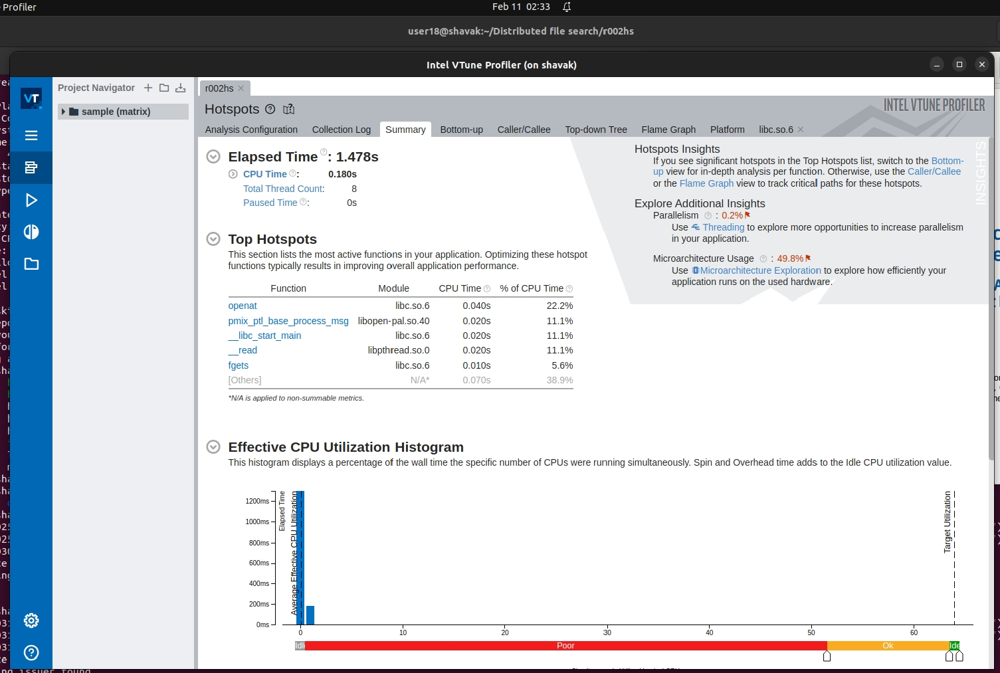 Profiler
Feb 11 02:33
user18@shavak:~/Distributed file search/r002hs
Intel VTune Profiler (on shavak)
VT
Project Navigator
sample (matrix)
r002hs
Hotspots
INTEL VTUNE PROFILER
Analysis Configuration
Collection Log
Summary
Bottom-up
Caller/Callee
Top-down Tree
Flame Graph
Platform
libc.so.6
Elapsed Time: 1.478s
CPU Time: 0.180s
Total Thread Count: 8
Paused Time: 0s
INSIGHTS
Hotspots Insights
If you see significant hotspots in the Top Hotspots list, switch to the Bottom-
up view for in-depth analysis per function. Otherwise, use the Caller/Callee
or the Flame Graph view to track critical paths for these hotspots.
Explore Additional Insights
Parallelism : 0.2%
Use Threading to explore more opportunities to increase parallelism
in your application.
Microarchitecture Usage : 49.8%
Use Microarchitecture Exploration to explore how efficiently your
application runs on the used hardware.
Top Hotspots
This section lists the most active functions in your application. Optimizing these hotspot
functions typically results in improving overall application performance.
Function Module CPU Time % of CPU Time
openat libc.so.6 0.040s 22.2%
pmix_ptl_base_process_msg libopen-pal.so.40 0.020s 11.1%
__libc_start_main libc.so.6 0.020s 11.1%
__read libpthread.so.0 0.020s 11.1%
fgets libc.so.6 0.010s 5.6%
[Others] N/A* 0.070s 38.9%
*N/A is applied to non-summable metrics.
Effective CPU Utilization Histogram
This histogram displays a percentage of the wall time the specific number of CPUs were running simultaneously. Spin and Overhead time adds to the Idle CPU utilization value.
Elapsed Time
1200ms
1000ms
800ms
600ms
400ms
200ms
0ms
Average Effective CPU Utilization
Target Utilization
0 10 20 30 40 50 60
Idle Poor Ok Ide